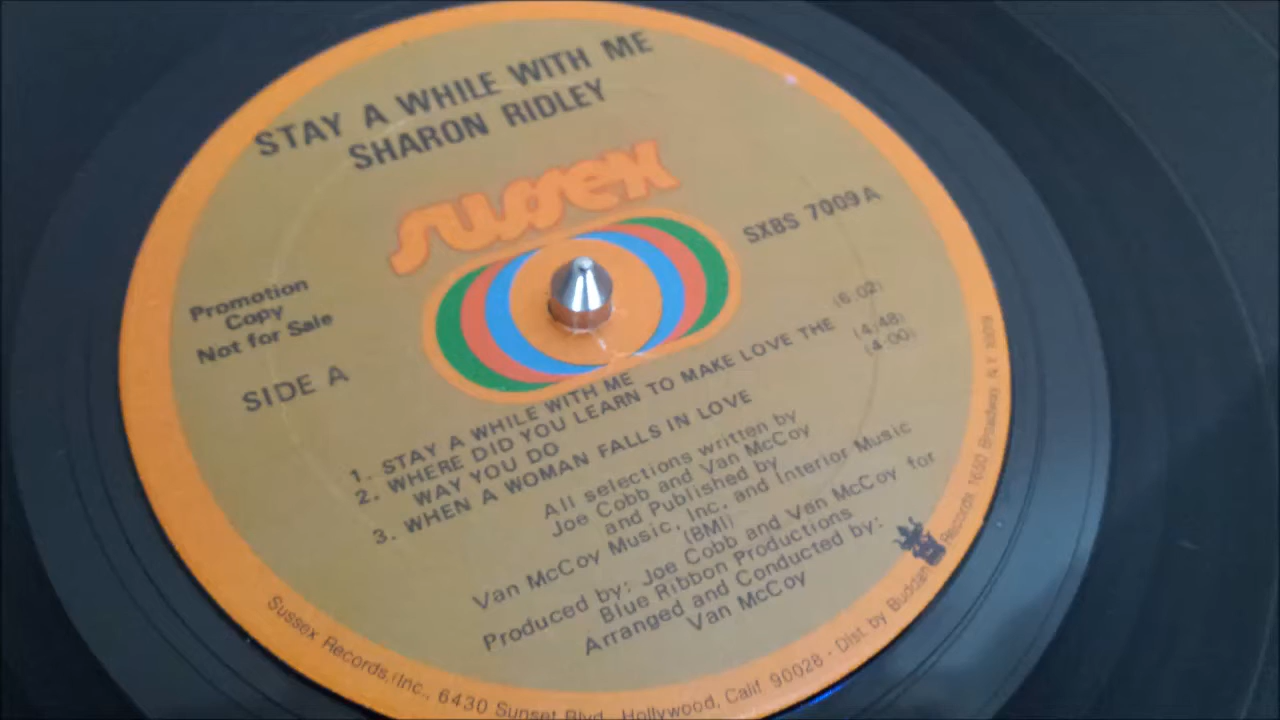 STAY A WHILE WITH ME
SHARON RIDLEY
sussex
SXBS 7009 A
Promotion
Copy
Not for Sale
SIDE A
1. STAY A WHILE WITH ME (6:02)
2. WHERE DID YOU LEARN TO MAKE LOVE THE
WAY YOU DO (4:48)
3. WHEN A WOMAN FALLS IN LOVE (4:00)
All selections written by
Joe Cobb and Van McCoy
and Published by
Van McCoy Music, Inc. and Interior Music
(BMI)
Produced by: Joe Cobb and Van McCoy for
Blue Ribbon Productions
Arranged and Conducted by:
Van McCoy
Sussex Records, Inc., 6430 Sunset Blvd., Hollywood, Calif. 90028 - Dist. by Buddah Records 1650 Broadway, N.Y.